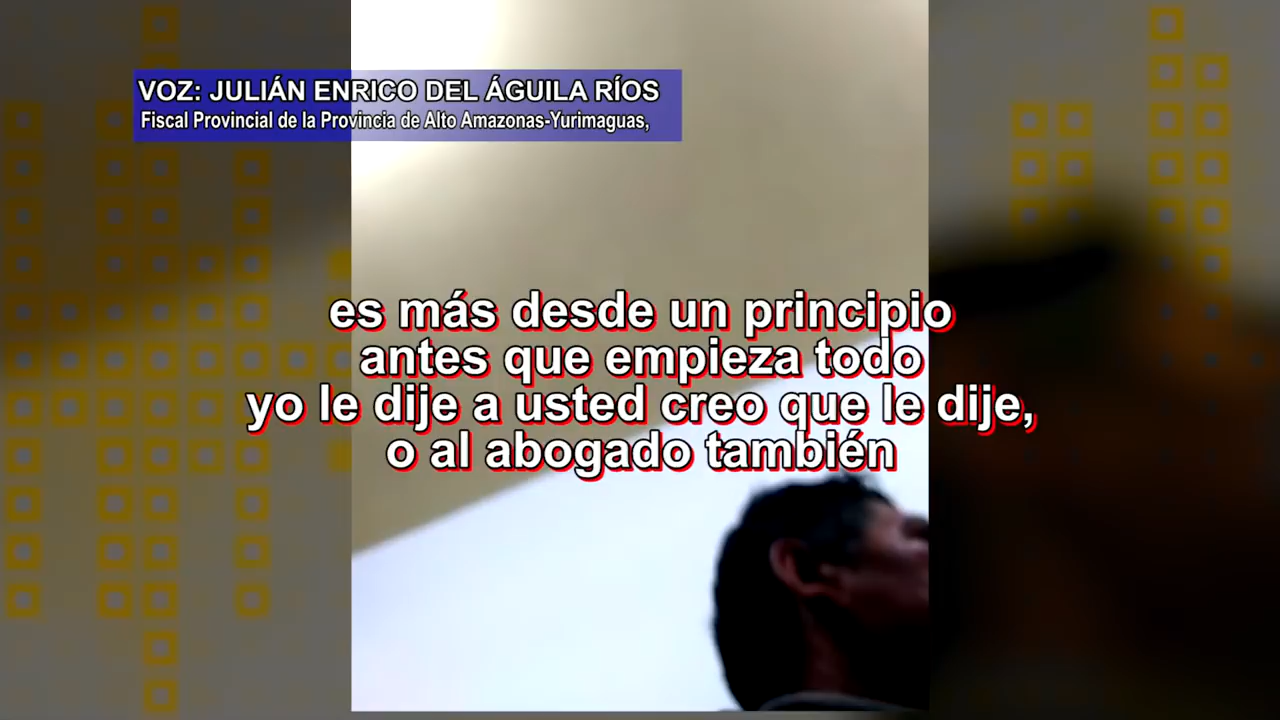 VOZ: JULIÁN ENRICO DEL ÁGUILA RÍOS
Fiscal Provincial de la Provincia de Alto Amazonas-Yurimaguas,
es más desde un principio
antes que empieza todo
yo le dije a usted creo que le dije,
o al abogado también